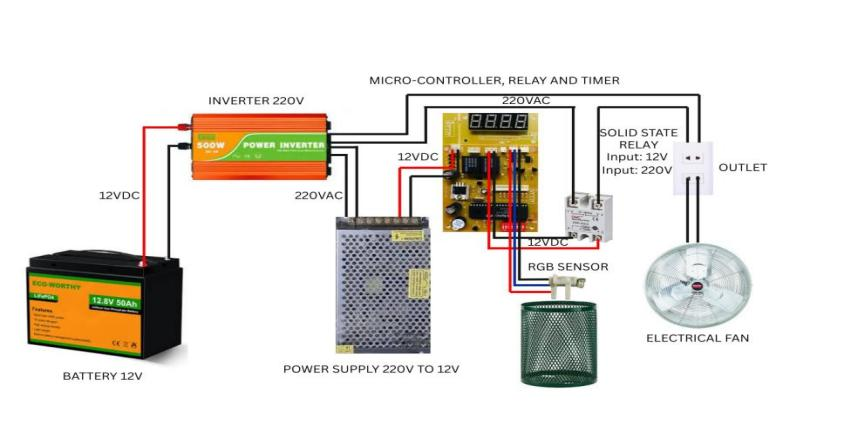 MICRO-CONTROLLER, RELAY AND TIMER
INVERTER 220V
220VAC
500W
POWER INVERTER
SOLID STATE
RELAY
Input: 12V
Input: 220V
12VDC
OUTLET
12VDC
220VAC
12VDC
RGB SENSOR
ECO-WORTHY
LiFePO4
12.8V 50Ah
Features
ELECTRICAL FAN
POWER SUPPLY 220V TO 12V
BATTERY 12V